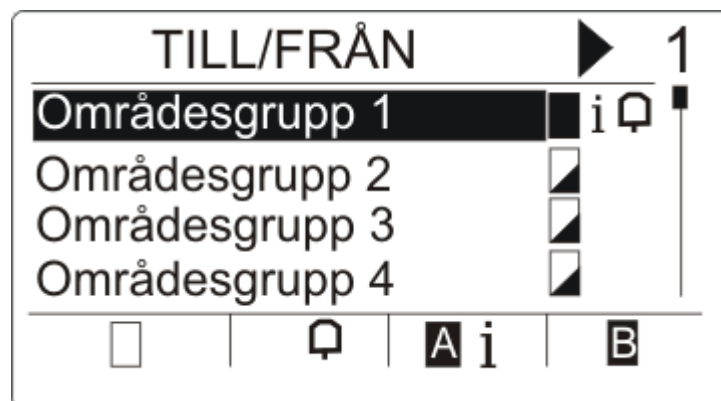 TILL/FRÅN 1
Områdesgrupp 1 i
Områdesgrupp 2
Områdesgrupp 3
Områdesgrupp 4
A i B